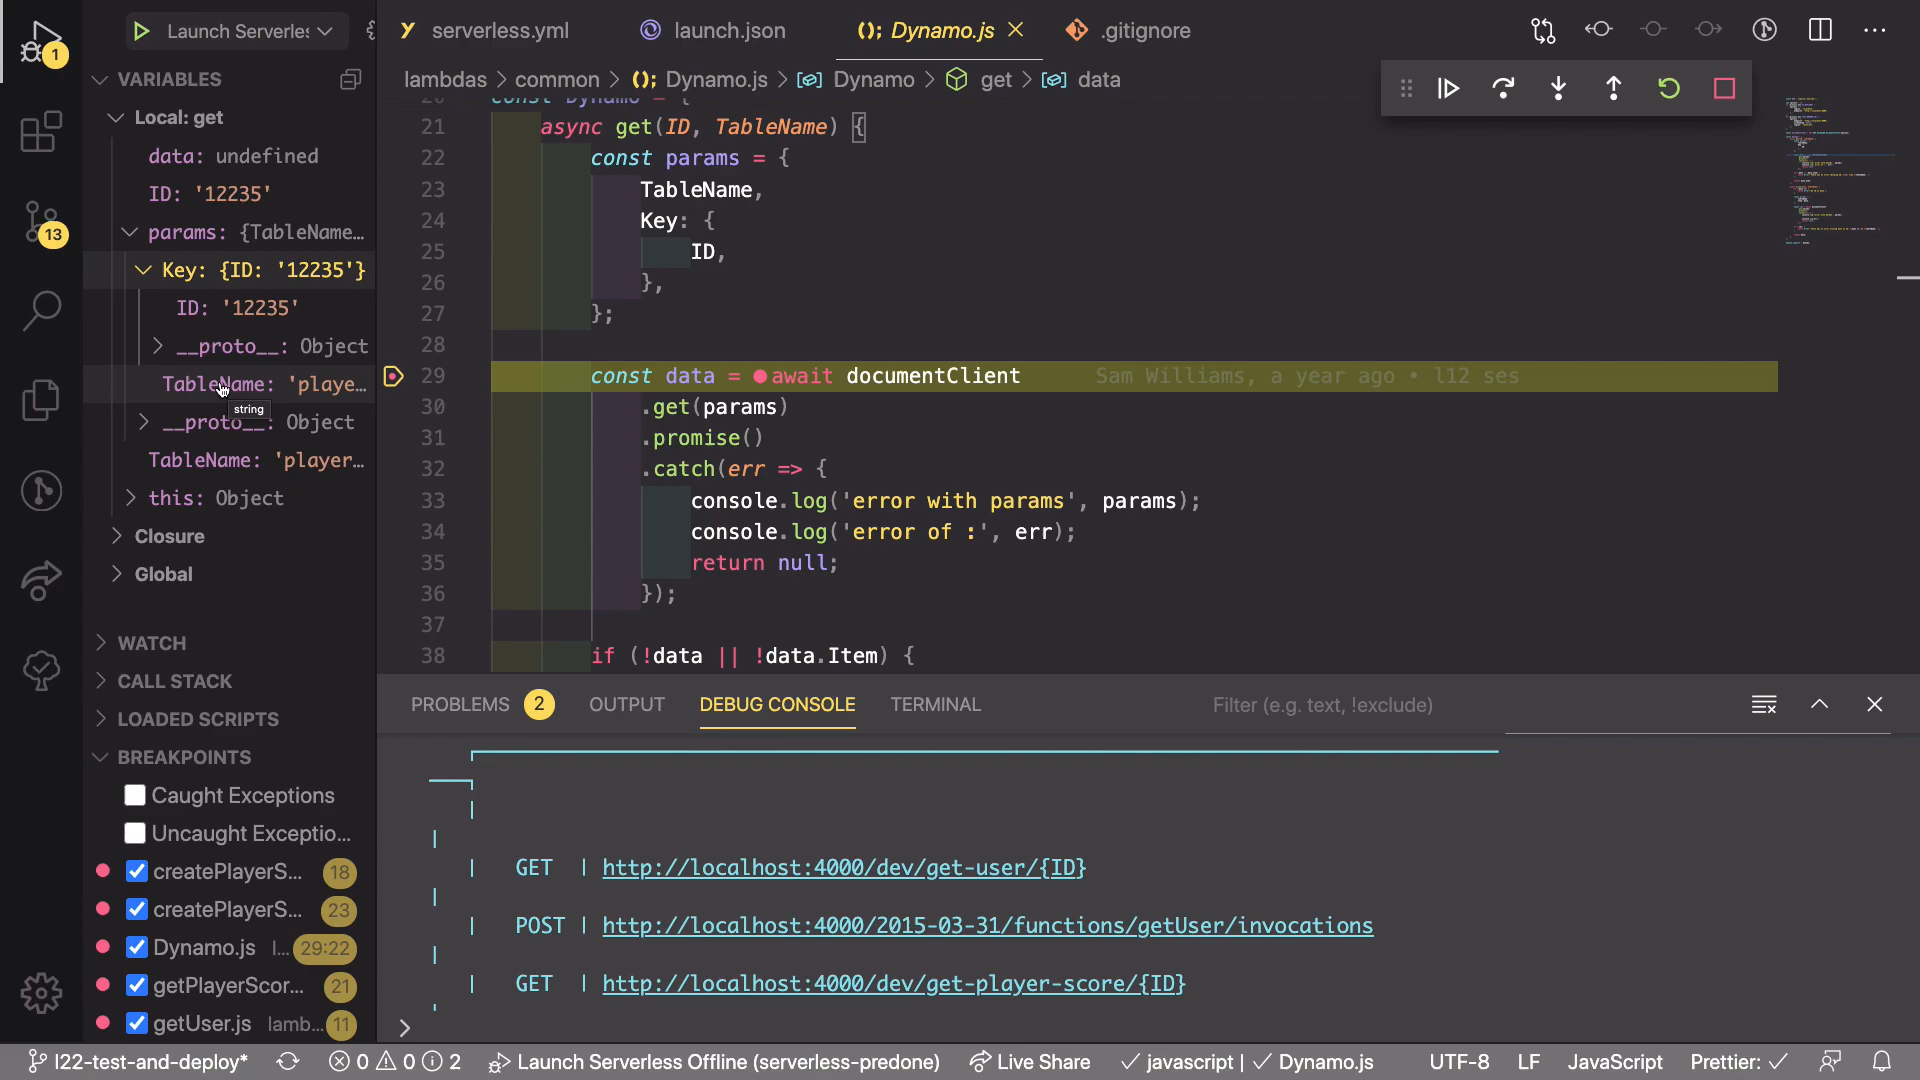 1
Launch Serverles
serverless.yml
launch.json
(); Dynamo.js
.gitignore
VARIABLES
lambdas > common > (); Dynamo.js > Dynamo > get > data
Local: get
data: undefined
ID: '12235'
params: {TableName…
Key: {ID: '12235'}
ID: '12235'
__proto__: Object
TableName: 'playe…
string
__proto__: Object
TableName: 'player…
this: Object
Closure
Global
13
WATCH
CALL STACK
LOADED SCRIPTS
BREAKPOINTS
Caught Exceptions
Uncaught Exceptio…
createPlayerS… 18
createPlayerS… 23
Dynamo.js l… 29:22
getPlayerScor… 21
getUser.js lamb… 11
20 const Dynamo = {
21 async get(ID, TableName) {
22 const params = {
23 TableName,
24 Key: {
25 ID,
26 },
27 };
28
29 const data = await documentClient Sam Williams, a year ago • l12 ses
30 .get(params)
31 .promise()
32 .catch(err => {
33 console.log('error with params', params);
34 console.log('error of :', err);
35 return null;
36 });
37
38 if (!data || !data.Item) {
PROBLEMS 2 OUTPUT DEBUG CONSOLE TERMINAL Filter (e.g. text, !exclude)
GET | http://localhost:4000/dev/get-user/{ID}
POST | http://localhost:4000/2015-03-31/functions/getUser/invocations
GET | http://localhost:4000/dev/get-player-score/{ID}
>
l22-test-and-deploy* 0 0 2 Launch Serverless Offline (serverless-predone) Live Share ✓ javascript | ✓ Dynamo.js UTF-8 LF JavaScript Prettier: ✓